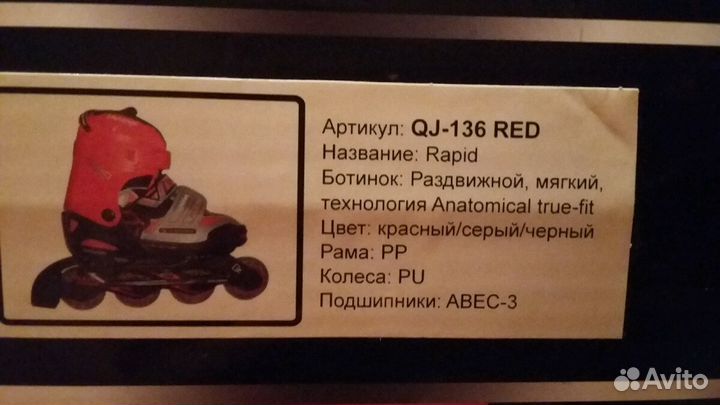 Артикул: QJ-136 RED
Название: Rapid
Ботинок: Раздвижной, мягкий,
технология Anatomical true-fit
Цвет: красный/серый/черный
Рама: PP
Колеса: PU
Подшипники: ABEC-3
Avito